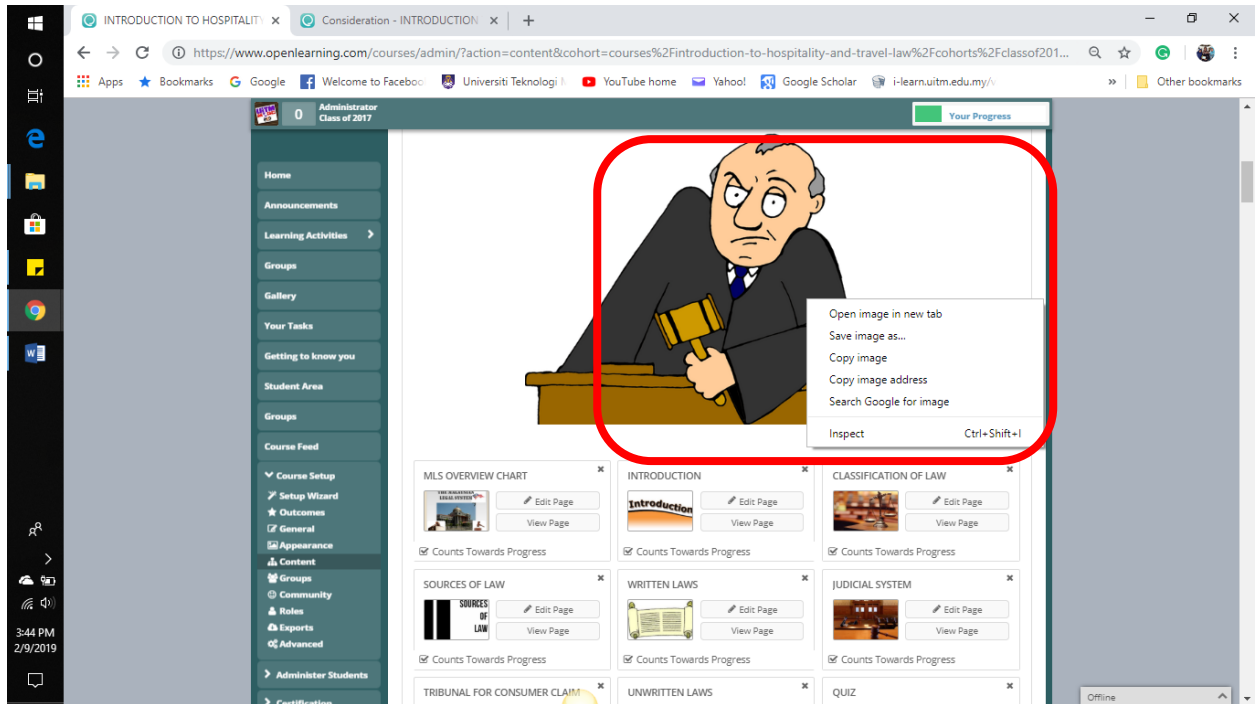 INTRODUCTION TO HOSPITALITY
Consideration - INTRODUCTION
https://www.openlearning.com/courses/admin/?action=content&cohort=courses%2Fintroduction-to-hospitality-and-travel-law%2Fcohorts%2Fclassof201...
Apps Bookmarks Google Welcome to Faceboo Universiti Teknologi YouTube home Yahoo! Google Scholar i-learn.uitm.edu.my/ » Other bookmarks
0 Administrator
Class of 2017
Your Progress
Home
Announcements
Learning Activities
Groups
Gallery
Your Tasks
Getting to know you
Student Area
Groups
Course Feed
Course Setup
Setup Wizard
Outcomes
General
Appearance
Content
Groups
Community
Roles
Exports
Advanced
Administer Students
Certification
Open image in new tab
Save image as...
Copy image
Copy image address
Search Google for image
Inspect Ctrl+Shift+I
MLS OVERVIEW CHART
THE MALAYSIAN
LEGAL SYSTEM
Edit Page
View Page
Counts Towards Progress
INTRODUCTION
Introduction
Edit Page
View Page
Counts Towards Progress
CLASSIFICATION OF LAW
Edit Page
View Page
Counts Towards Progress
SOURCES OF LAW
SOURCES
OF
LAW
Edit Page
View Page
Counts Towards Progress
WRITTEN LAWS
Edit Page
View Page
Counts Towards Progress
JUDICIAL SYSTEM
Edit Page
View Page
Counts Towards Progress
TRIBUNAL FOR CONSUMER CLAIM
UNWRITTEN LAWS
QUIZ
Offline
3:44 PM
2/9/2019